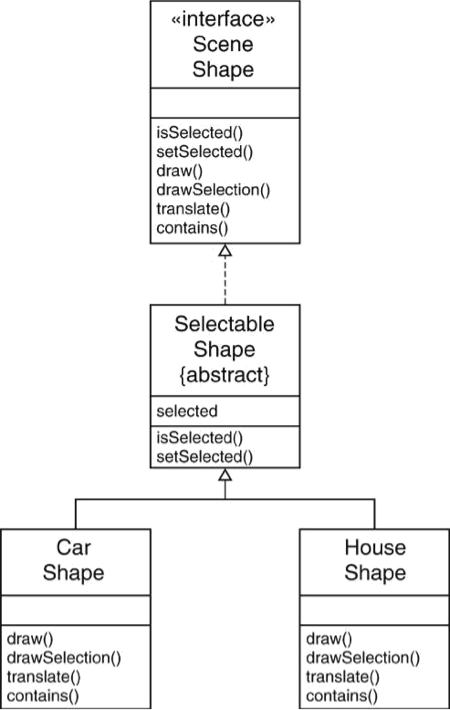 «interface»
Scene
Shape
isSelected()
setSelected()
draw()
drawSelection()
translate()
contains()
Selectable
Shape
{abstract}
selected
isSelected()
setSelected()
Car
Shape
draw()
drawSelection()
translate()
contains()
House
Shape
draw()
drawSelection()
translate()
contains()